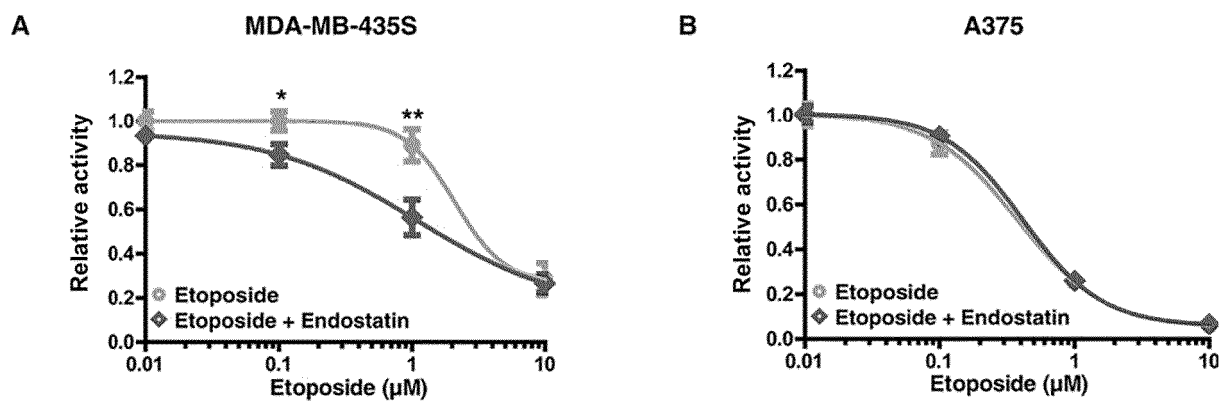 A
MDA-MB-435S
Relative activity
1.2
1.0
0.8
0.6
0.4
0.2
0.0
*
**
Etoposide
Etoposide + Endostatin
0.01
0.1
1
10
Etoposide (µM)
B
A375
Relative activity
1.2
1.0
0.8
0.6
0.4
0.2
0.0
Etoposide
Etoposide + Endostatin
0.01
0.1
1
10
Etoposide (µM)